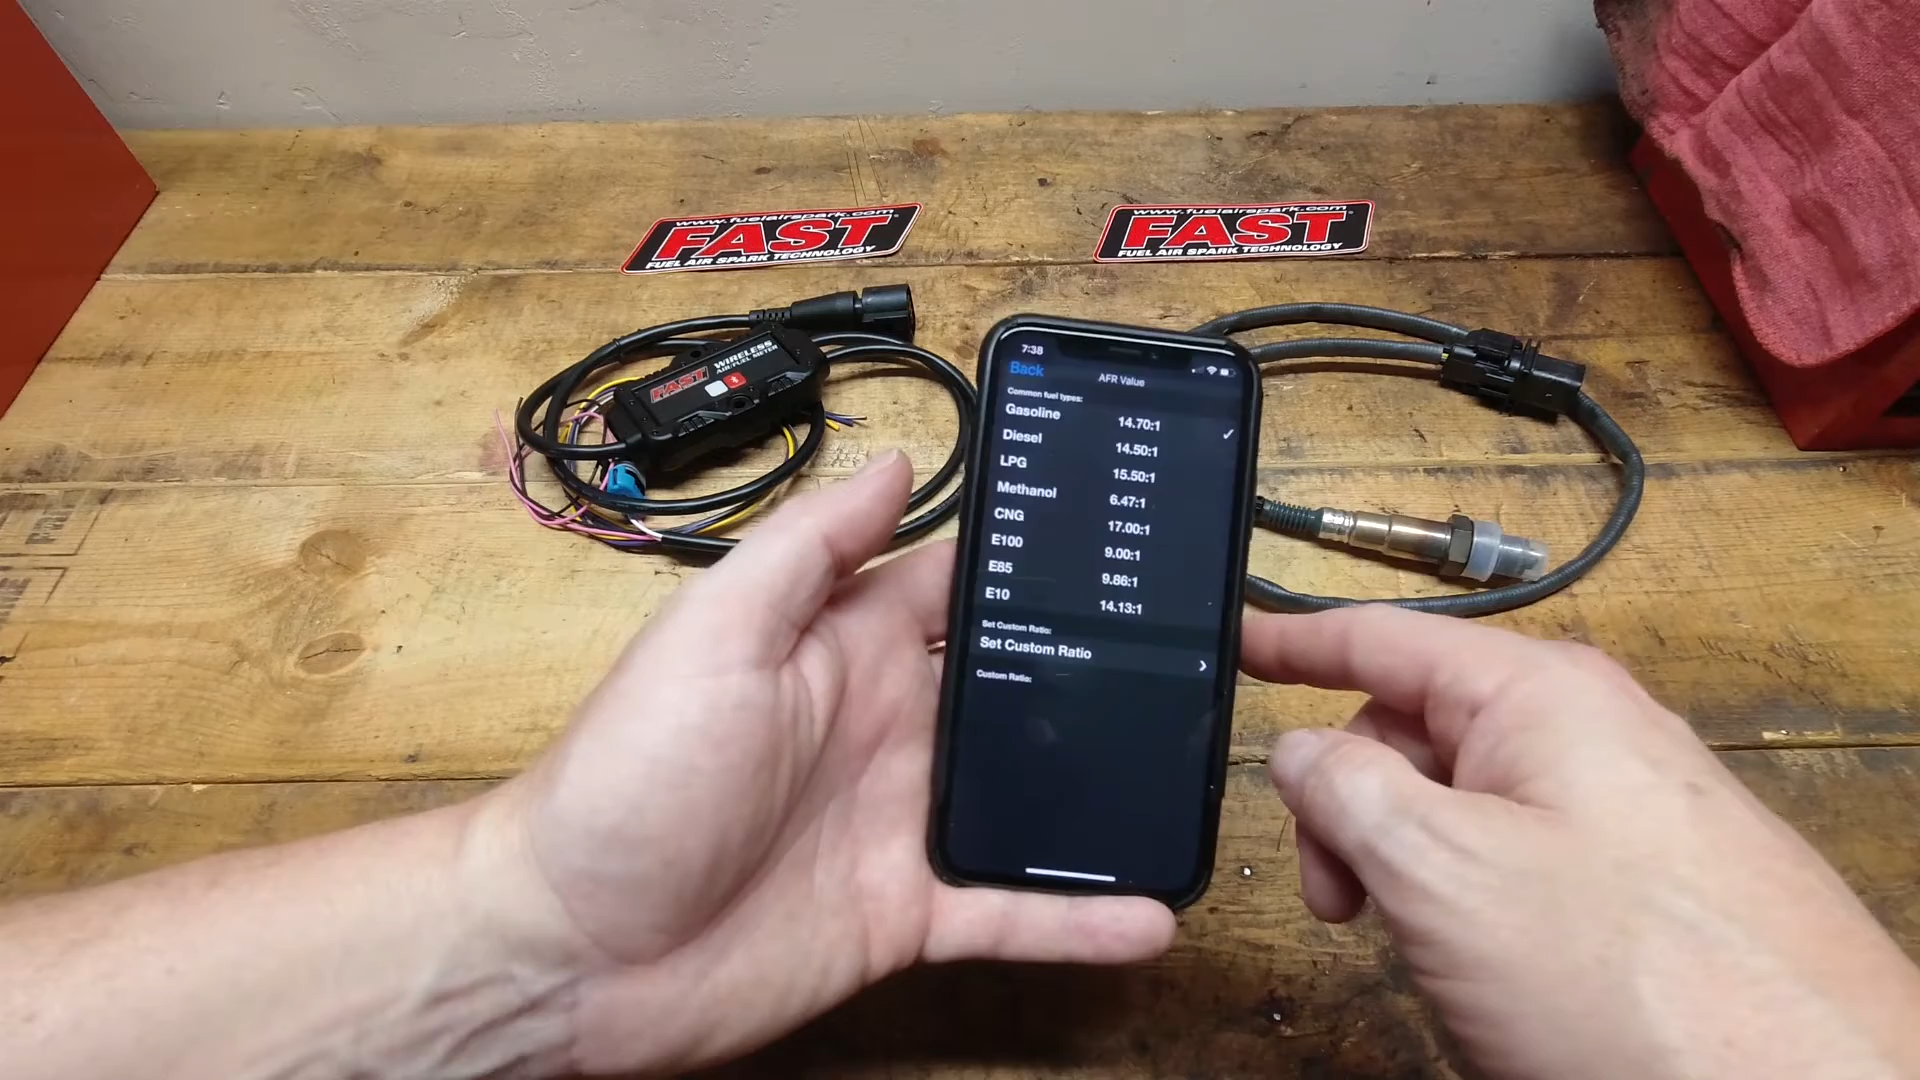 www.fuelairspark.com
FAST
FUEL AIR SPARK TECHNOLOGY
www.fuelairspark.com
FAST
FUEL AIR SPARK TECHNOLOGY
FAST
WIRELESS
AIR/FUEL METER
7:38
Back
AFR Value
Common fuel types:
Gasoline 14.70:1
Diesel 14.50:1
LPG 15.50:1
Methanol 6.47:1
CNG 17.00:1
E100 9.00:1
E85 9.86:1
E10 14.13:1
Set Custom Ratio:
Set Custom Ratio
Custom Ratio: